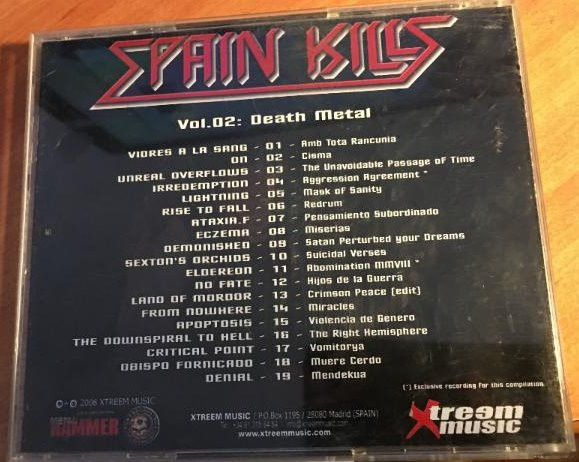 SPAIN KILLS
Vol.02: Death Metal
VIDRES A LA SANG - 01 - Amb Tota Rancunia
ON - 02 - Cisma
UNREAL OVERFLOWS - 03 - The Unavoidable Passage of Time
IRREDEMPTION - 04 - Aggression Agreement *
LIGHTNING - 05 - Mask of Sanity
RISE TO FALL - 06 - Redrum
ATAXIA.F - 07 - Pensamiento Subordinado
ECZEMA - 08 - Miserias
DEMONISHED - 09 - Satan Perturbed your Dreams
SEXTON'S ORCHIDS - 10 - Suicidal Verses
ELDEREON - 11 - Abomination MMVIII *
NO FATE - 12 - Hijos de la Guerra
LAND OF MORDOR - 13 - Crimson Peace (edit)
FROM NOWHERE - 14 - Miracles
APOPTOSIS - 15 - Violencia de Genero
THE DOWNSPIRAL TO HELL - 16 - The Right Hemisphere
CRITICAL POINT - 17 - Vomitorya
OBISPO FORNICADO - 18 - Muere Cerdo
DENIAL - 19 - Mendekua
(*) Exclusive recording for this compilation
2008 XTREEM MUSIC
HAMMER
XTREEM MUSIC / P.O Box 1195 / 28080 Madrid (SPAIN)
www.xtreemmusic.com
Xtreem music